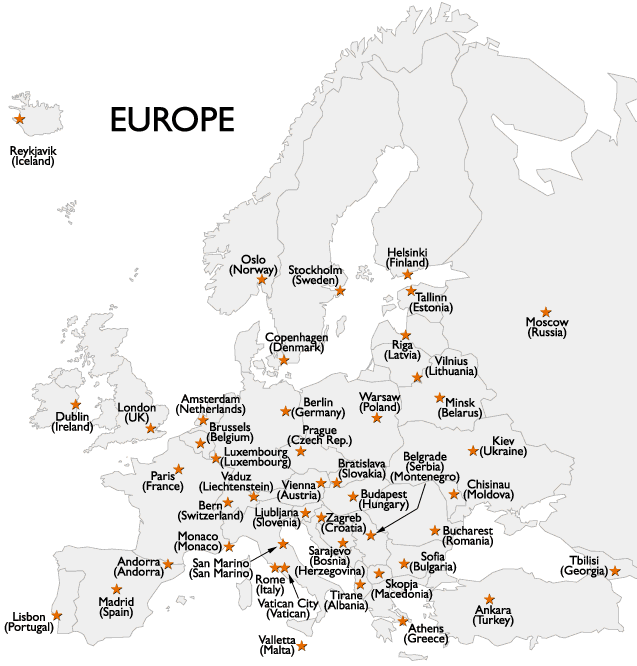 EUROPE
Reykjavik
(Iceland)
Oslo
(Norway)
Stockholm
(Sweden)
Helsinki
(Finland)
Tallinn
(Estonia)
Moscow
(Russia)
Copenhagen
(Denmark)
Riga
(Latvia)
Vilnius
(Lithuania)
Minsk
(Belarus)
Dublin
(Ireland)
London
(UK)
Amsterdam
(Netherlands)
Brussels
(Belgium)
Luxembourg
(Luxembourg)
Berlin
(Germany)
Warsaw
(Poland)
Prague
(Czech Rep.)
Kiev
(Ukraine)
Paris
(France)
Vaduz
(Liechtenstein)
Bern
(Switzerland)
Vienna
(Austria)
Bratislava
(Slovakia)
Budapest
(Hungary)
Belgrade
(Serbia)
(Montenegro)
Chisinau
(Moldova)
Ljubljana
(Slovenia)
Zagreb
(Croatia)
Monaco
(Monaco)
San Marino
(San Marino)
Sarajevo
(Bosnia)
(Herzegovina)
Bucharest
(Romania)
Sofia
(Bulgaria)
Andorra
(Andorra)
Madrid
(Spain)
Lisbon
(Portugal)
Rome
(Italy)
Vatican City
(Vatican)
Tirane
(Albania)
Skopja
(Macedonia)
Valletta
(Malta)
Athens
(Greece)
Ankara
(Turkey)
Tbilisi
(Georgia)